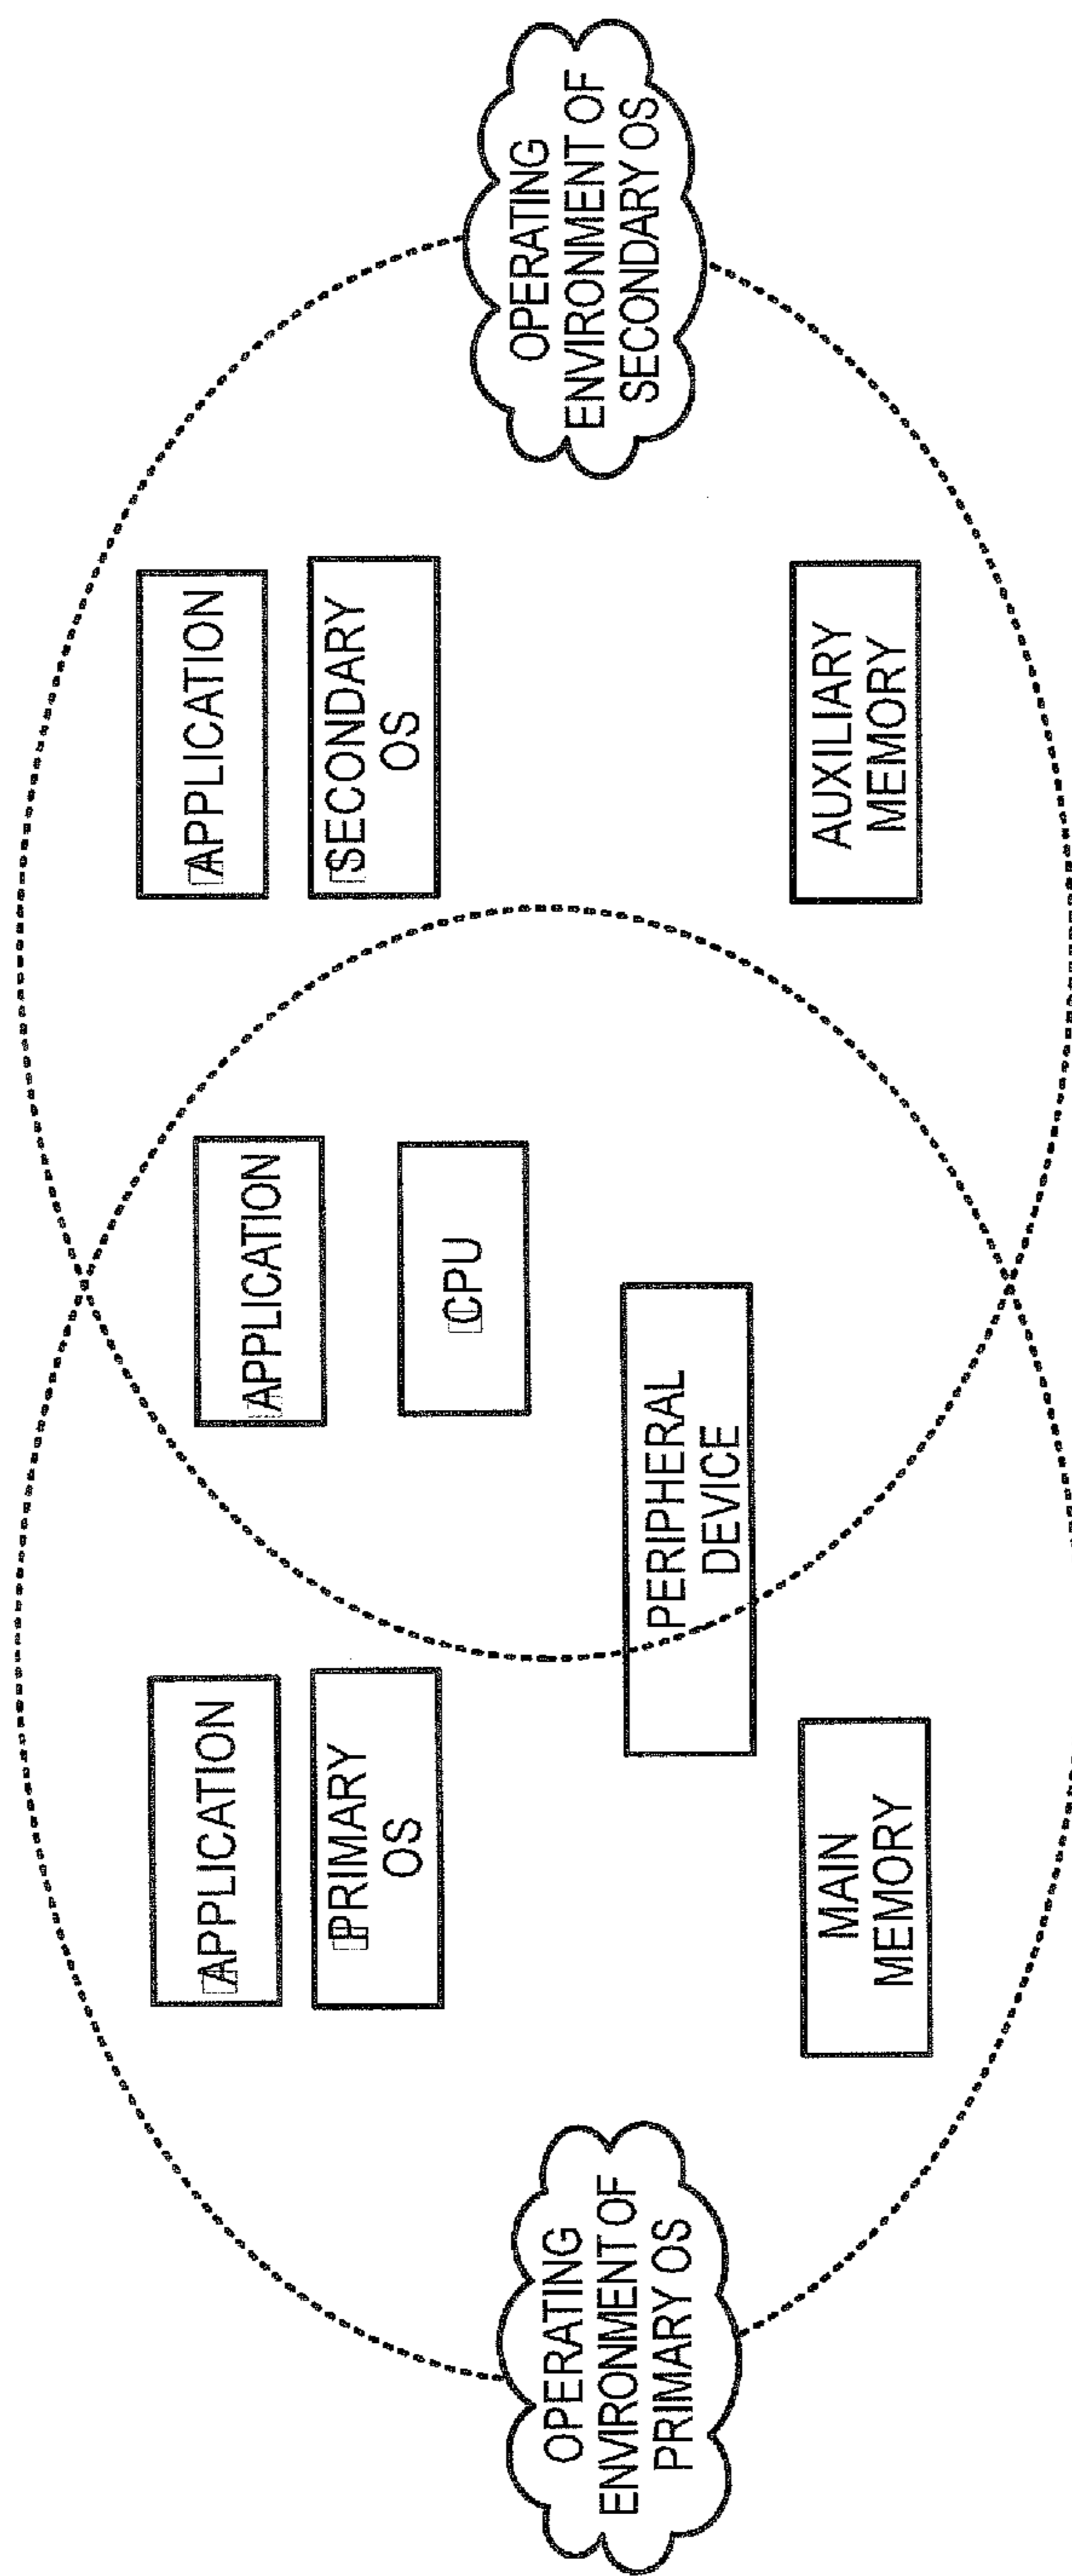 OPERATING
ENVIRONMENT OF
PRIMARY OS
APPLICATION
PRIMARY
OS
MAIN
MEMORY
APPLICATION
CPU
PERIPHERAL
DEVICE
APPLICATION
SECONDARY
OS
AUXILIARY
MEMORY
OPERATING
ENVIRONMENT OF
SECONDARY OS